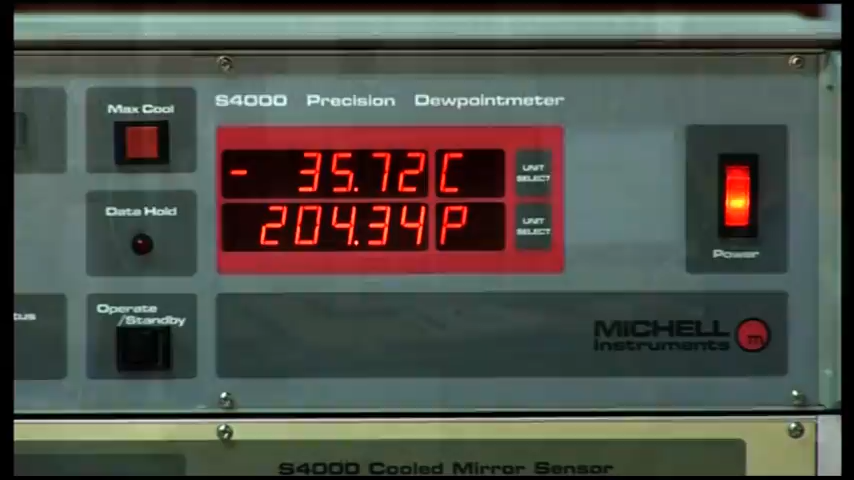 Max Cool
S4000 Precision Dewpointmeter
- 35.72 C
UNIT
SELECT
Data Hold
204.34 P
UNIT
SELECT
Power
tus
Operate
/Standby
MICHELL
Instruments
m
S4000 Cooled Mirror Sensor